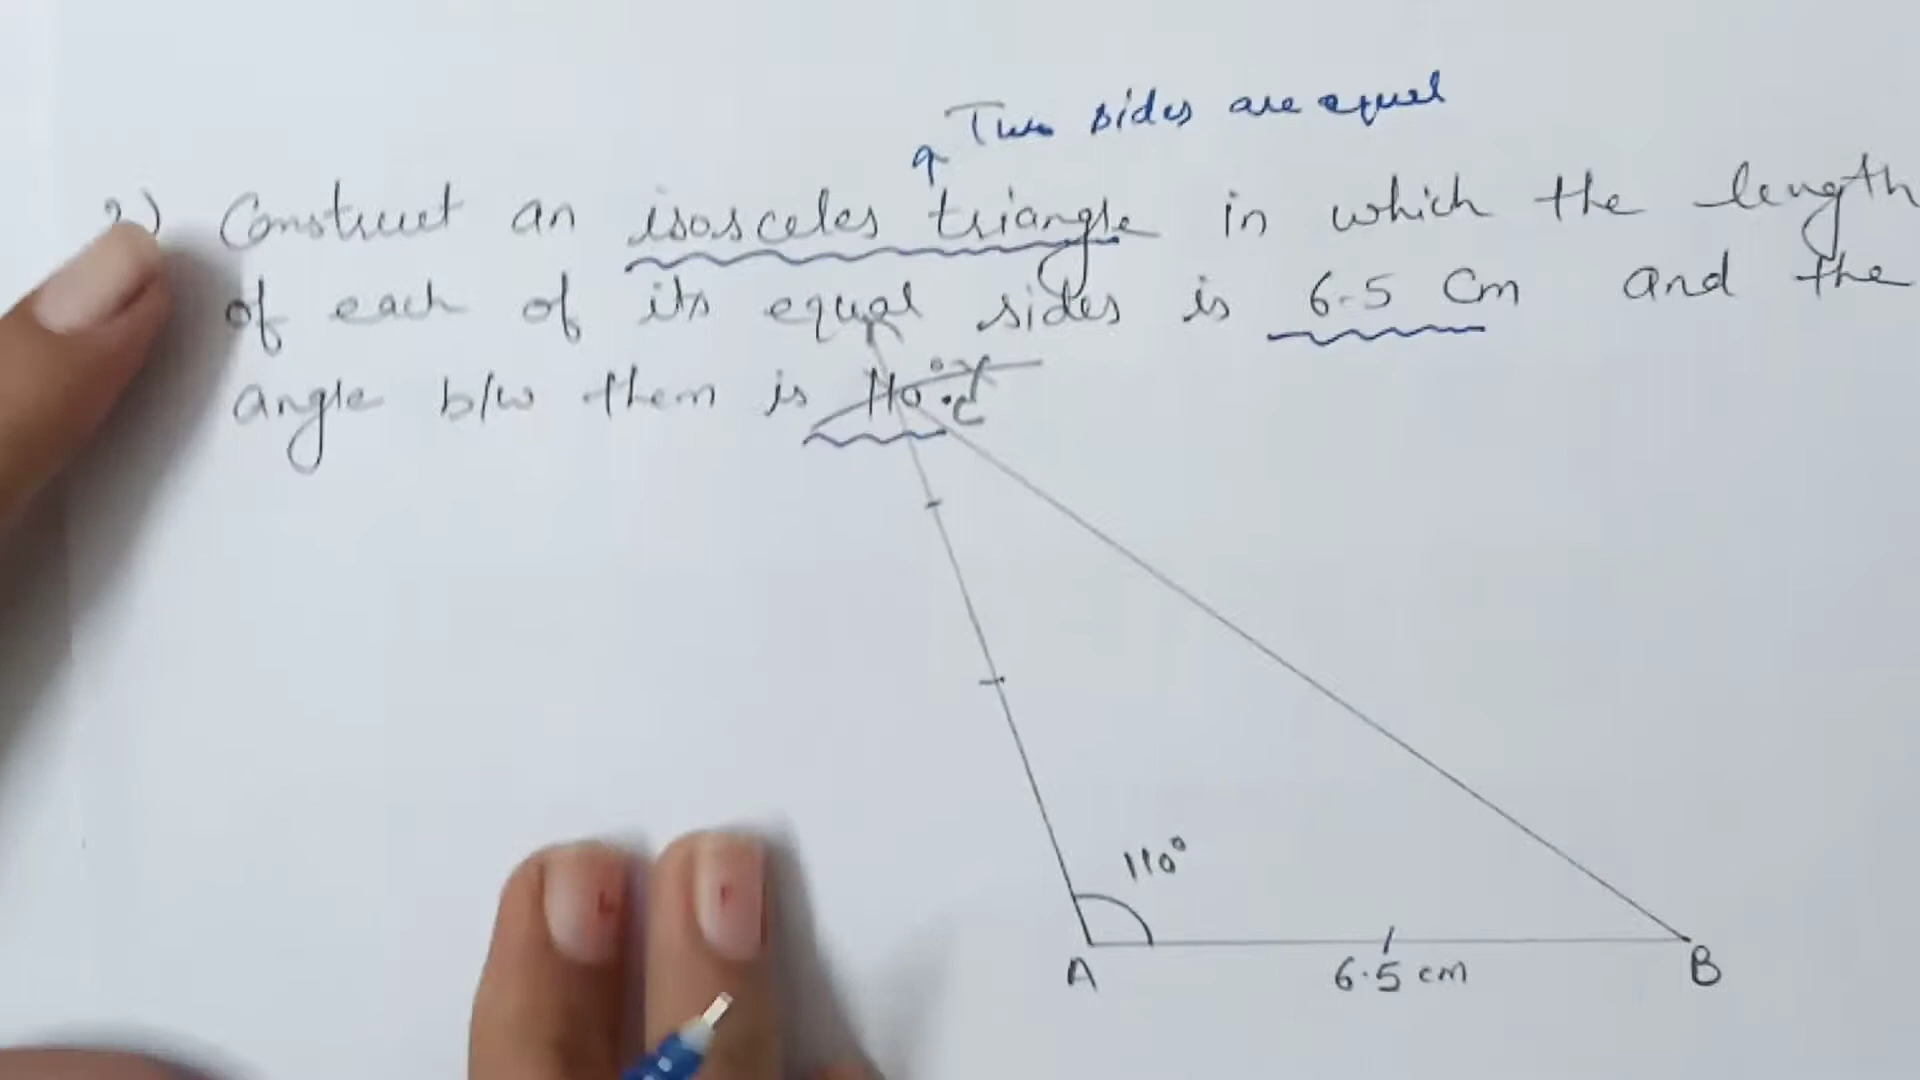 Two sides are equal
2) Construct an isosceles triangle in which the length
of each of its equal sides is 6.5 cm and the
angle b/w them is 110°
C
110°
A 6.5 cm B